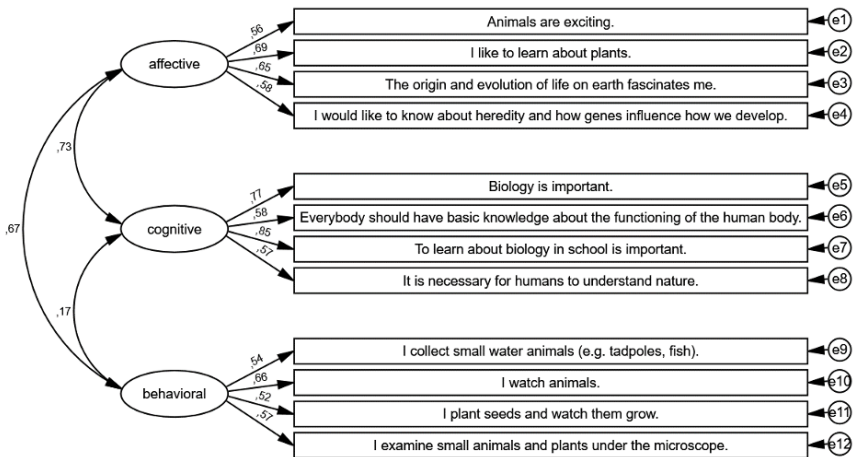 ,56
Animals are exciting.
e1
,69
I like to learn about plants.
e2
affective
,65
The origin and evolution of life on earth fascinates me.
e3
,58
I would like to know about heredity and how genes influence how we develop.
e4
,73
,77
Biology is important.
e5
,58
Everybody should have basic knowledge about the functioning of the human body.
e6
,67
cognitive
,85
To learn about biology in school is important.
e7
,57
It is necessary for humans to understand nature.
e8
,17
,54
I collect small water animals (e.g. tadpoles, fish).
e9
,66
I watch animals.
e10
behavioral
,52
I plant seeds and watch them grow.
e11
,57
I examine small animals and plants under the microscope.
e12